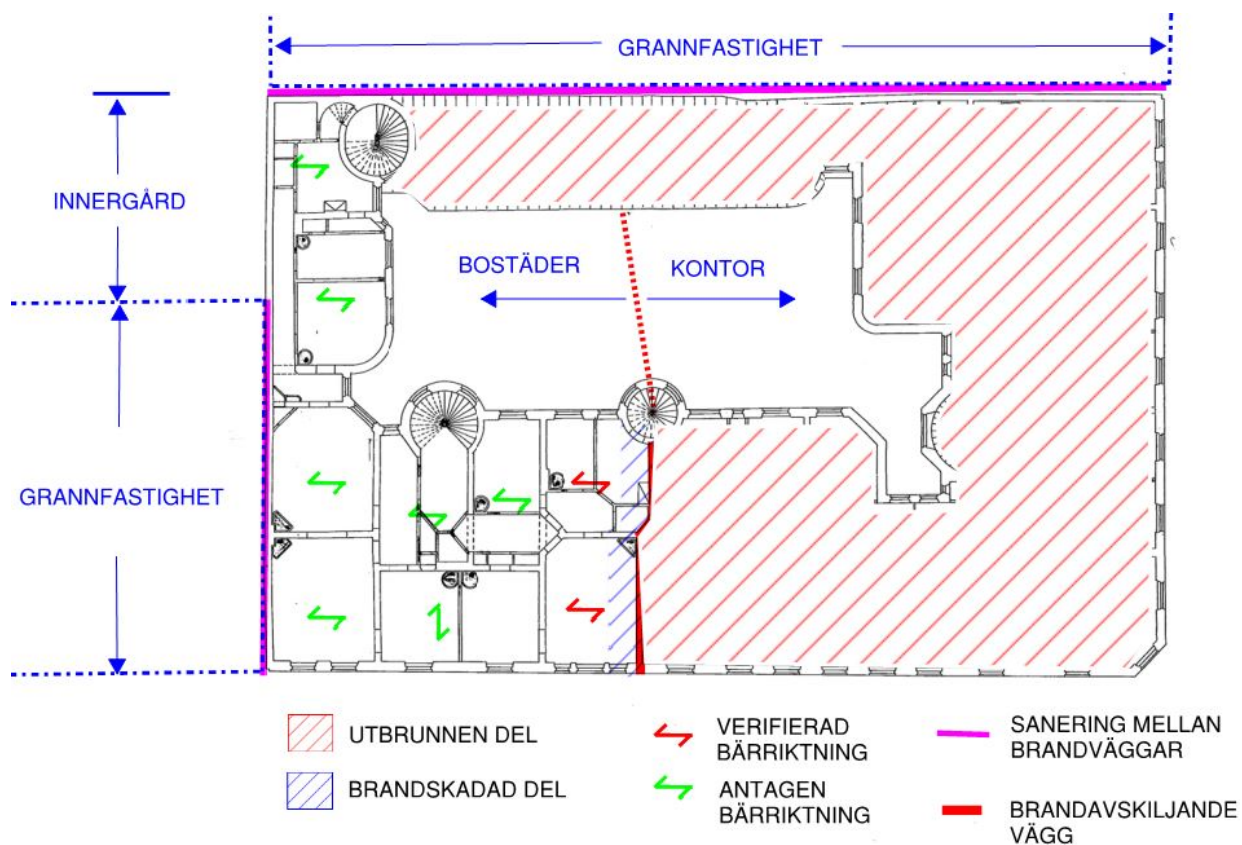 GRANNFASTIGHET
INNERGÅRD
BOSTÄDER
KONTOR
GRANNFASTIGHET
UTBRUNNEN DEL
BRANDSKADAD DEL
VERIFIERAD
BÄRRIKTNING
ANTAGEN
BÄRRIKTNING
SANERING MELLAN
BRANDVÄGGAR
BRANDAVSKILJANDE
VÄGG